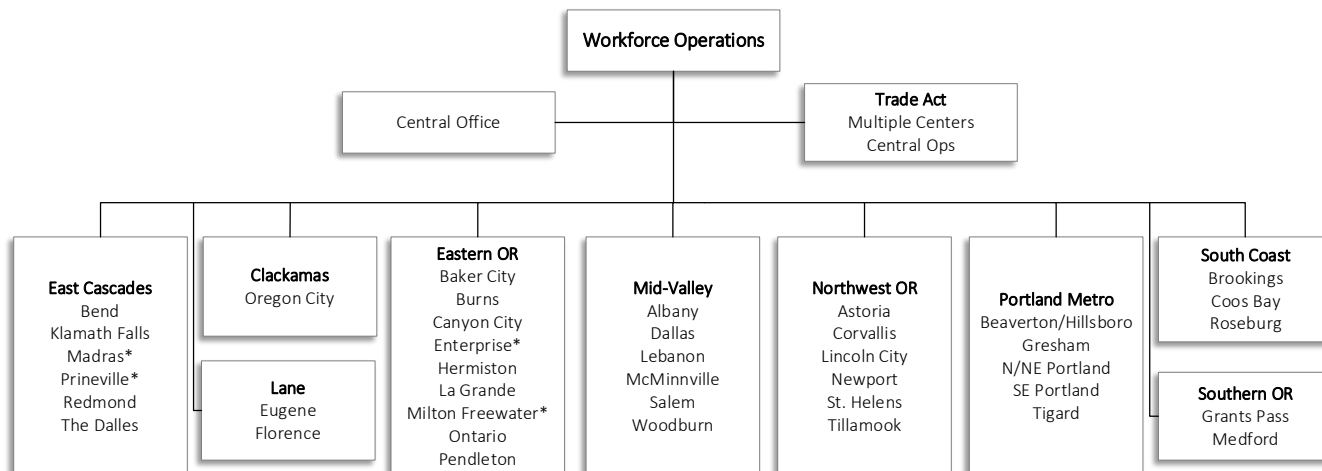 Workforce Operations
Central Office
Trade Act
Multiple Centers
Central Ops
East Cascades
Bend
Klamath Falls
Madras*
Prineville*
Redmond
The Dalles
Clackamas
Oregon City
Lane
Eugene
Florence
Eastern OR
Baker City
Burns
Canyon City
Enterprise*
Hermiston
La Grande
Milton Freewater*
Ontario
Pendleton
Mid-Valley
Albany
Dallas
Lebanon
McMinnville
Salem
Woodburn
Northwest OR
Astoria
Corvallis
Lincoln City
Newport
St. Helens
Tillamook
Portland Metro
Beaverton/Hillsboro
Gresham
N/NE Portland
SE Portland
Tigard
South Coast
Brookings
Coos Bay
Roseburg
Southern OR
Grants Pass
Medford